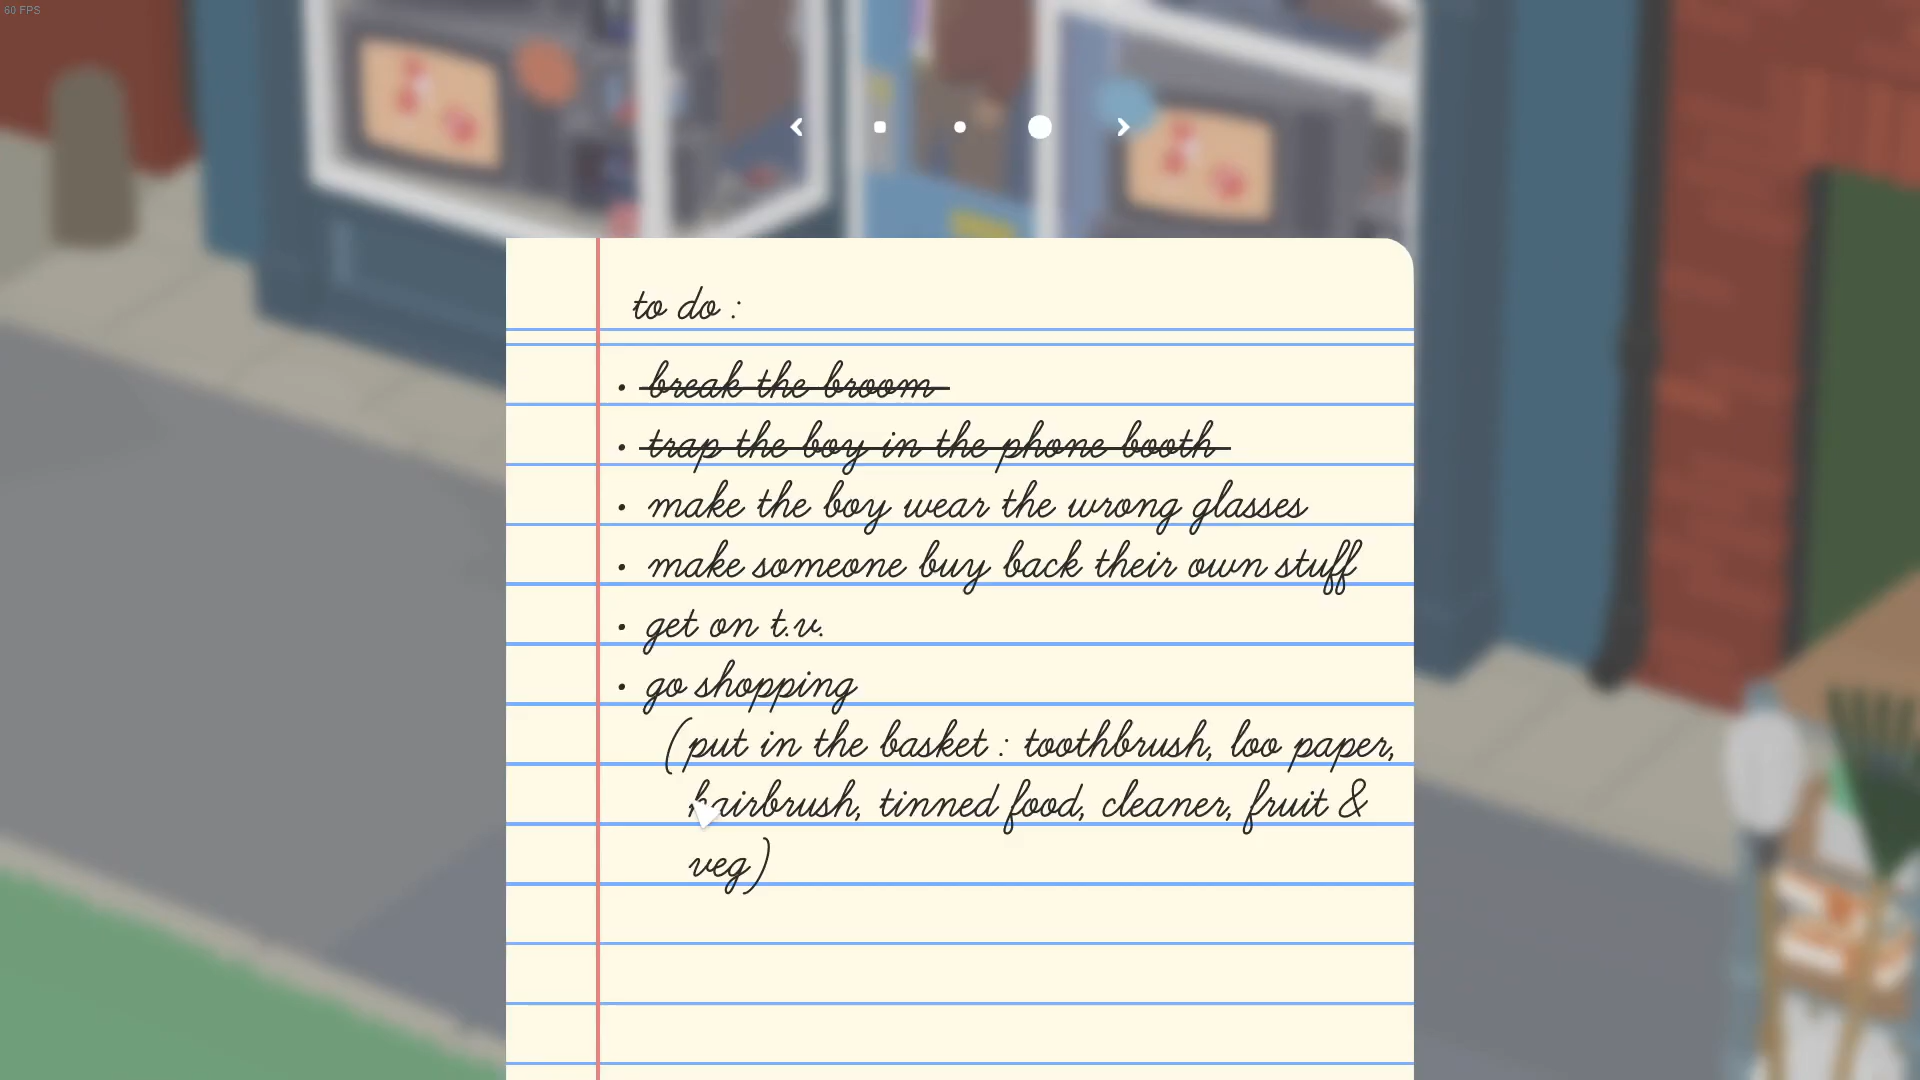 60 FPS
to do :
• break the broom
• trap the boy in the phone booth
• make the boy wear the wrong glasses
• make someone buy back their own stuff
• get on t.v.
• go shopping
(put in the basket : toothbrush, loo paper,
hairbrush, tinned food, cleaner, fruit &
veg)